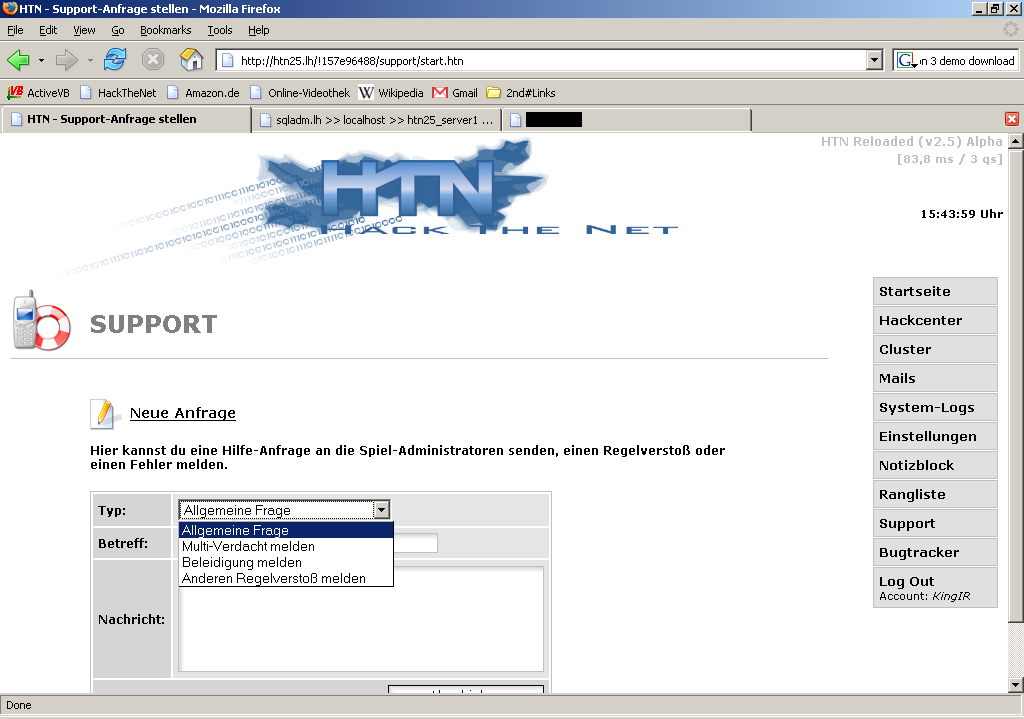 HTN - Support-Anfrage stellen - Mozilla Firefox
File Edit View Go Bookmarks Tools Help
http://htn25.lh/!157e96488/support/start.htn
n 3 demo download
ActiveVB HackTheNet Amazon.de Online-Videothek Wikipedia Gmail 2nd#Links
HTN - Support-Anfrage stellen
sqladm.lh >> localhost >> htn25_server1 ...
HTN Reloaded (v2.5) Alpha
[83,8 ms / 3 qs]
15:43:59 Uhr
HTN
HACK THE NET
SUPPORT
Startseite
Hackcenter
Cluster
Mails
System-Logs
Einstellungen
Notizblock
Rangliste
Support
Bugtracker
Log Out
Account: KingIR
Neue Anfrage
Hier kannst du eine Hilfe-Anfrage an die Spiel-Administratoren senden, einen Regelverstoß oder
einen Fehler melden.
Typ: Allgemeine Frage
Allgemeine Frage
Multi-Verdacht melden
Beleidigung melden
Anderen Regelverstoß melden
Betreff:
Nachricht:
Done